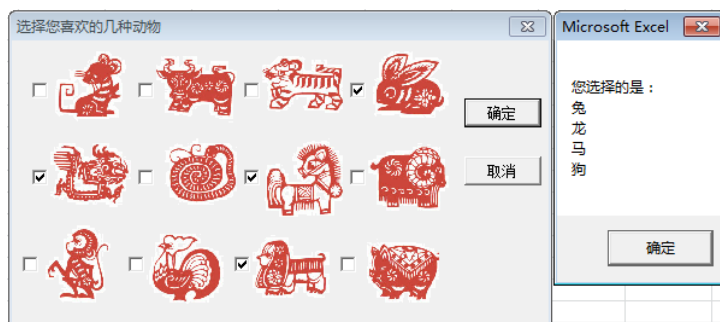 选择您喜欢的几种动物
确定
取消
Microsoft Excel
您选择的是：
兔
龙
马
狗
确定